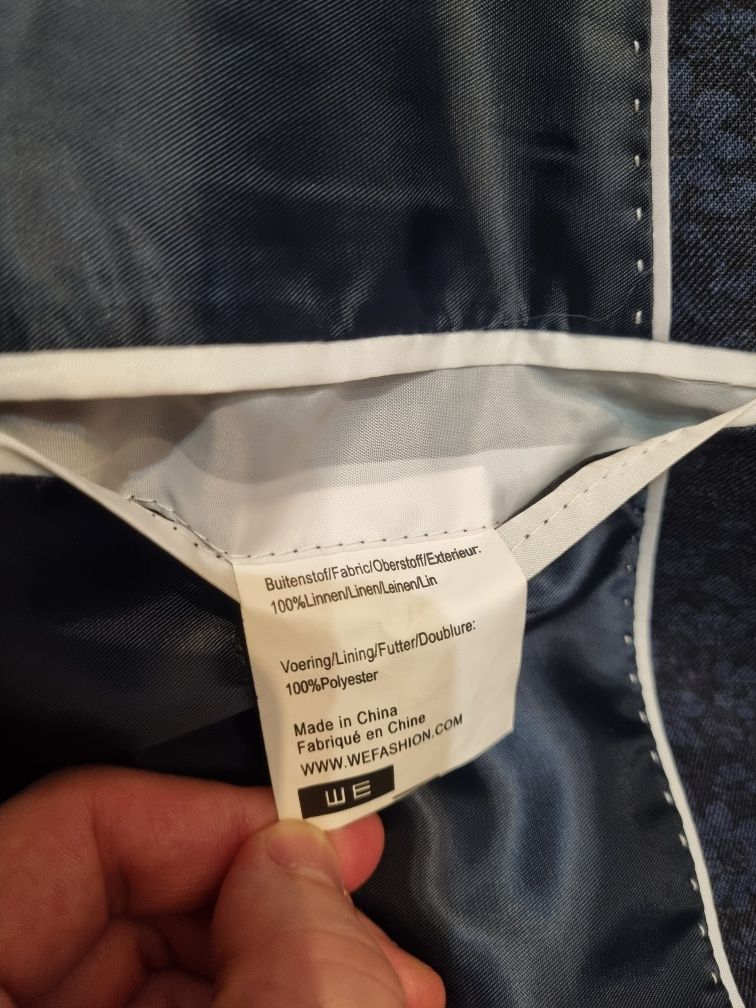 Buitenstof/Fabric/Oberstoff/Exterieur:
100%Linnen/Linen/Leinen/Lin
Voering/Lining/Futter/Doublure:
100%Polyester
Made in China
Fabriqué en Chine
WWW.WEFASHION.COM
WE